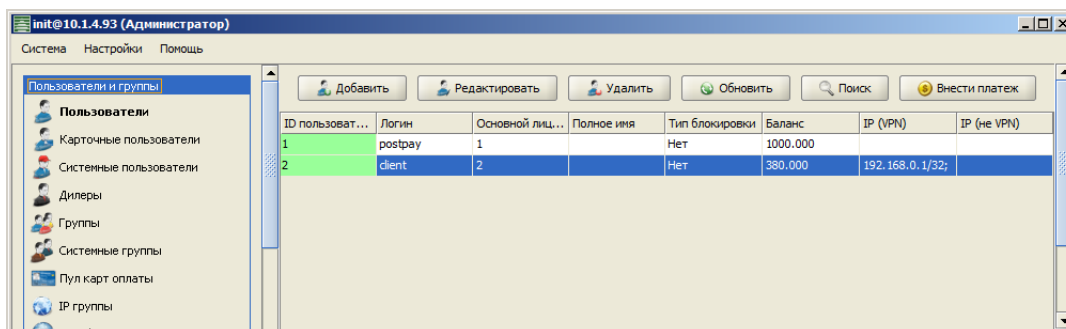 init@10.1.4.93 (Администратор)
Система Настройки Помощь
Пользователи и группы
Пользователи
Карточные пользователи
Системные пользователи
Дилеры
Группы
Системные группы
Пул карт оплаты
IP группы
Добавить Редактировать Удалить Обновить Поиск Внести платеж
ID пользоват... Логин Основной лиц... Полное имя Тип блокировки Баланс IP (VPN) IP (не VPN)
1 postpay 1 Нет 1000.000
2 client 2 Нет 380.000 192.168.0.1/32;